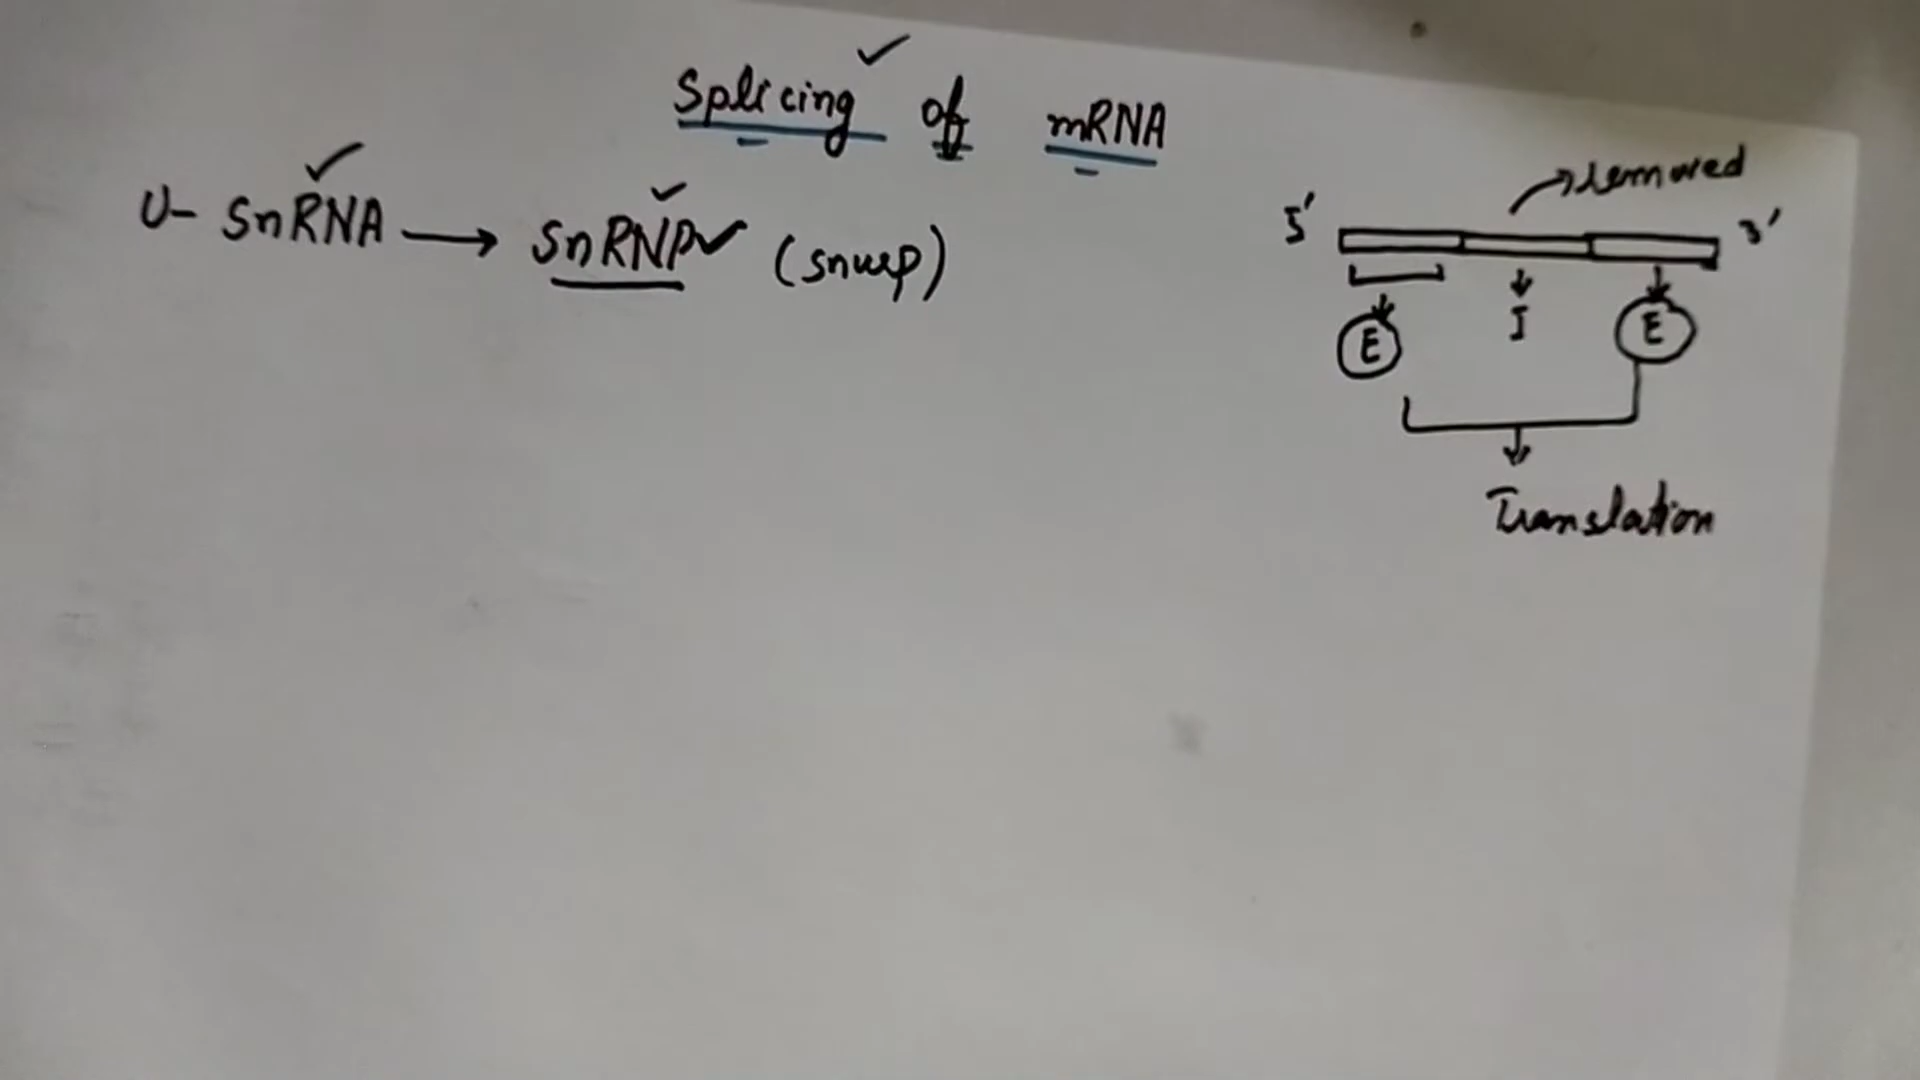 Splicing of mRNA
U- SnRNA → SnRNP (snurp)
removed
5' 3'
E I E
Translation